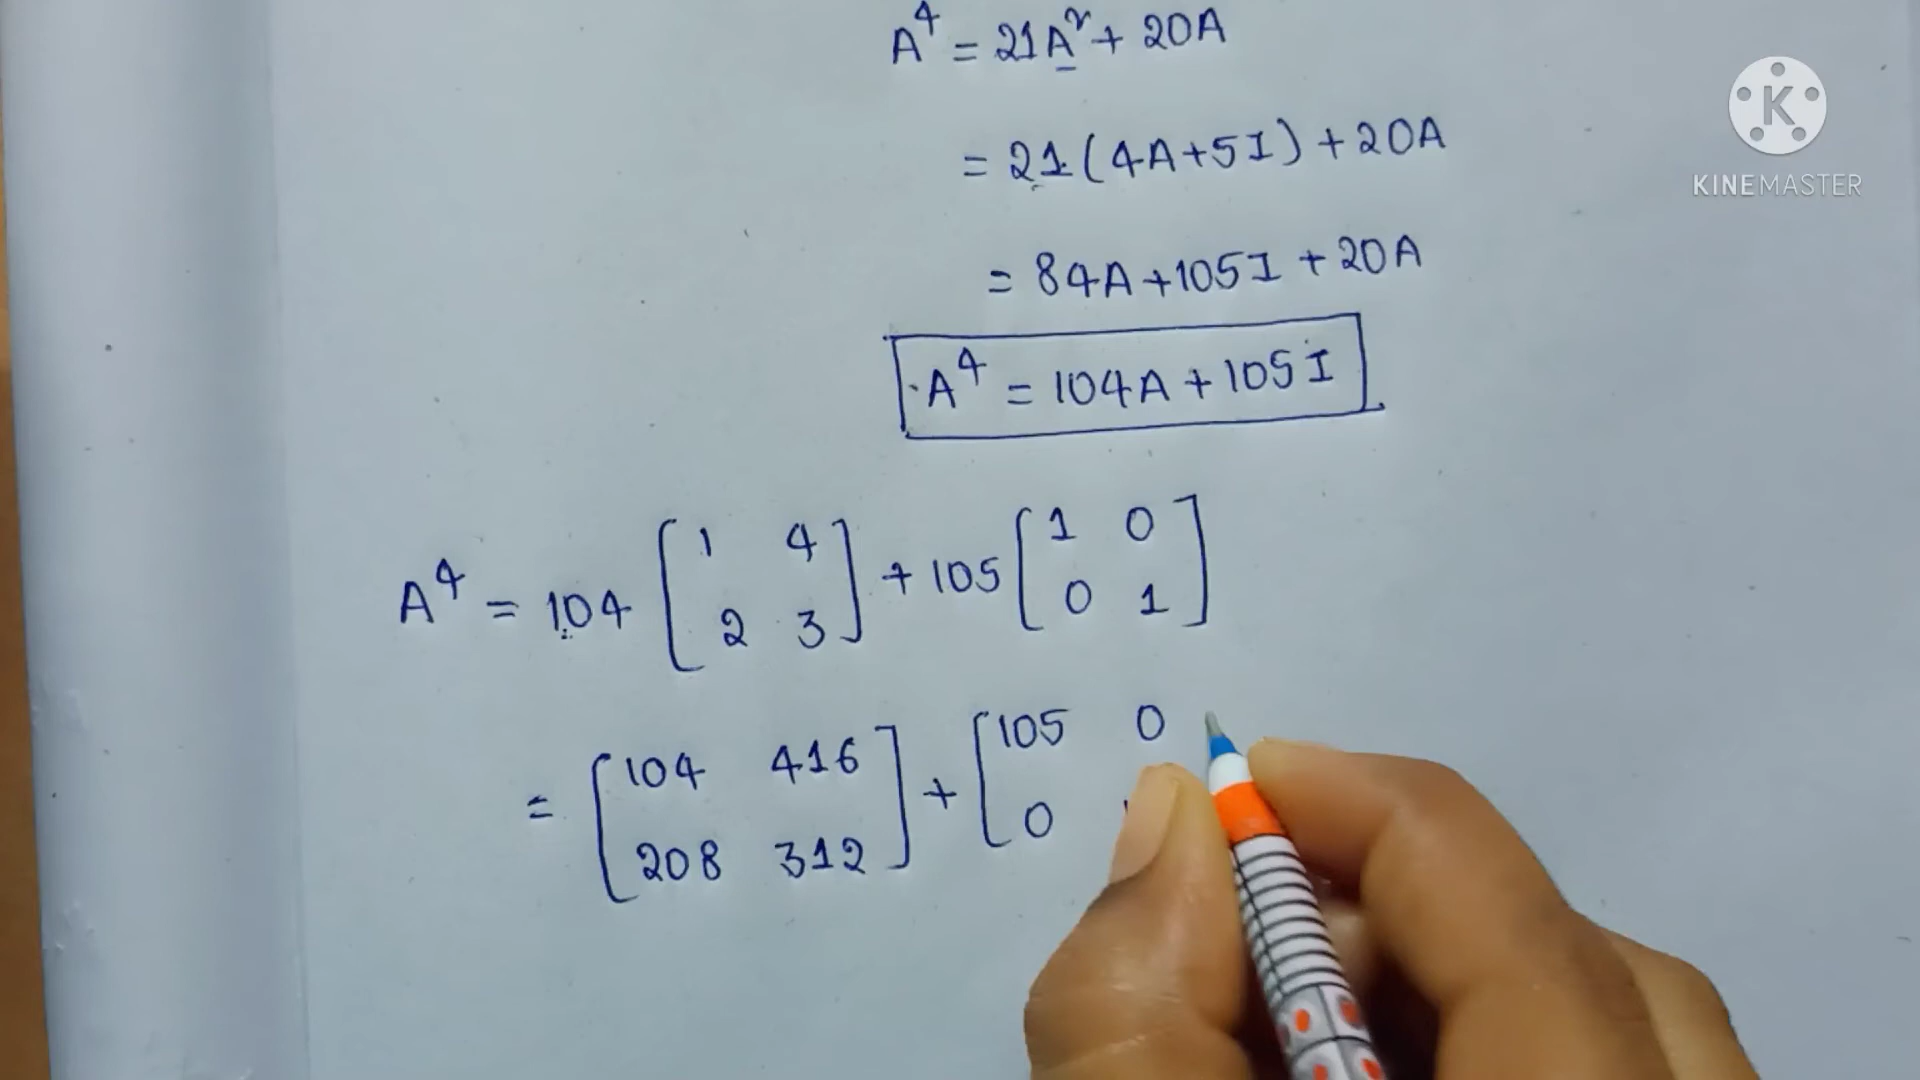 A⁴ = 21A² + 20A
= 21(4A+5I) + 20A
= 84A + 105I + 20A
A⁴ = 104A + 105I
A⁴ = 104 [1 4 + 105 [1 0
2 3] 0 1]
= [104 416 + [105 0
208 312] 0
KINEMASTER